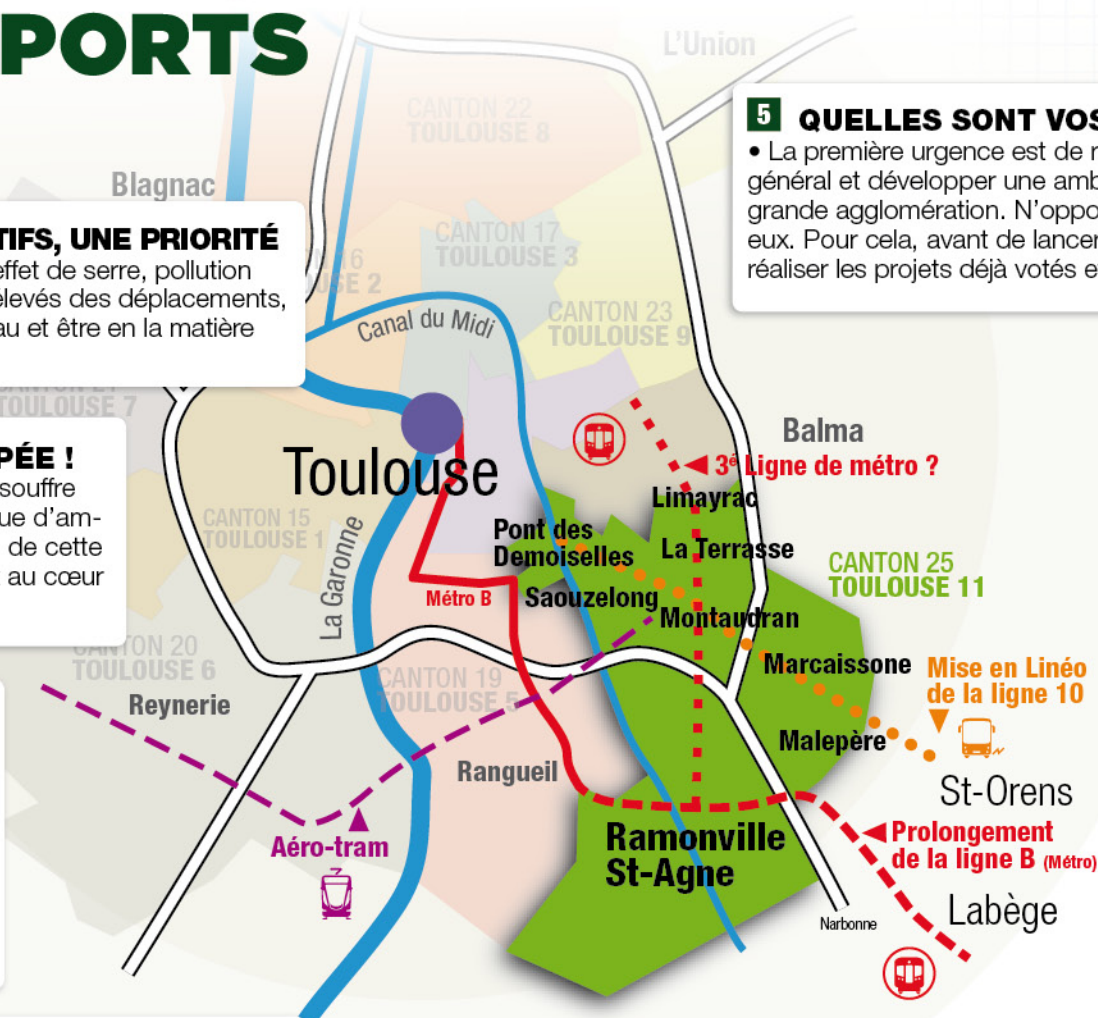 PORTS
L'Union
CANTON 22
TOULOUSE 8
5 QUELLES SONT VOS
• La première urgence est de
général et développer une
grande agglomération.
eux. Pour cela, avant de lancer
réaliser les projets déjà votés
Blagnac
TIFS, UNE PRIORITÉ
effet de serre, pollution
élevés des déplacements,
au et être en la matière
CANTON 17
TOULOUSE 3
16
2
Canal du Midi
CANTON 23
TOULOUSE 9
TOULOUSE 7
PÉE !
souffre
ue d'am-
de cette
au cœur
Toulouse
Balma
3è Ligne de métro ?
Limayrac
CANTON 15
TOULOUSE 1
La Garonne
Pont des
Demoiselles
La Terrasse
CANTON 25
TOULOUSE 11
Métro B
Saouzelong
Montaudran
CANTON 20
TOULOUSE 6
Reynerie
CANTON 19
TOULOUSE 5
Marcaissone
Mise en Linéo
de la ligne 10
Malepère
Rangueil
St-Orens
Aéro-tram
Ramonville
St-Agne
Prolongement
de la ligne B (Métro)
Narbonne
Labège